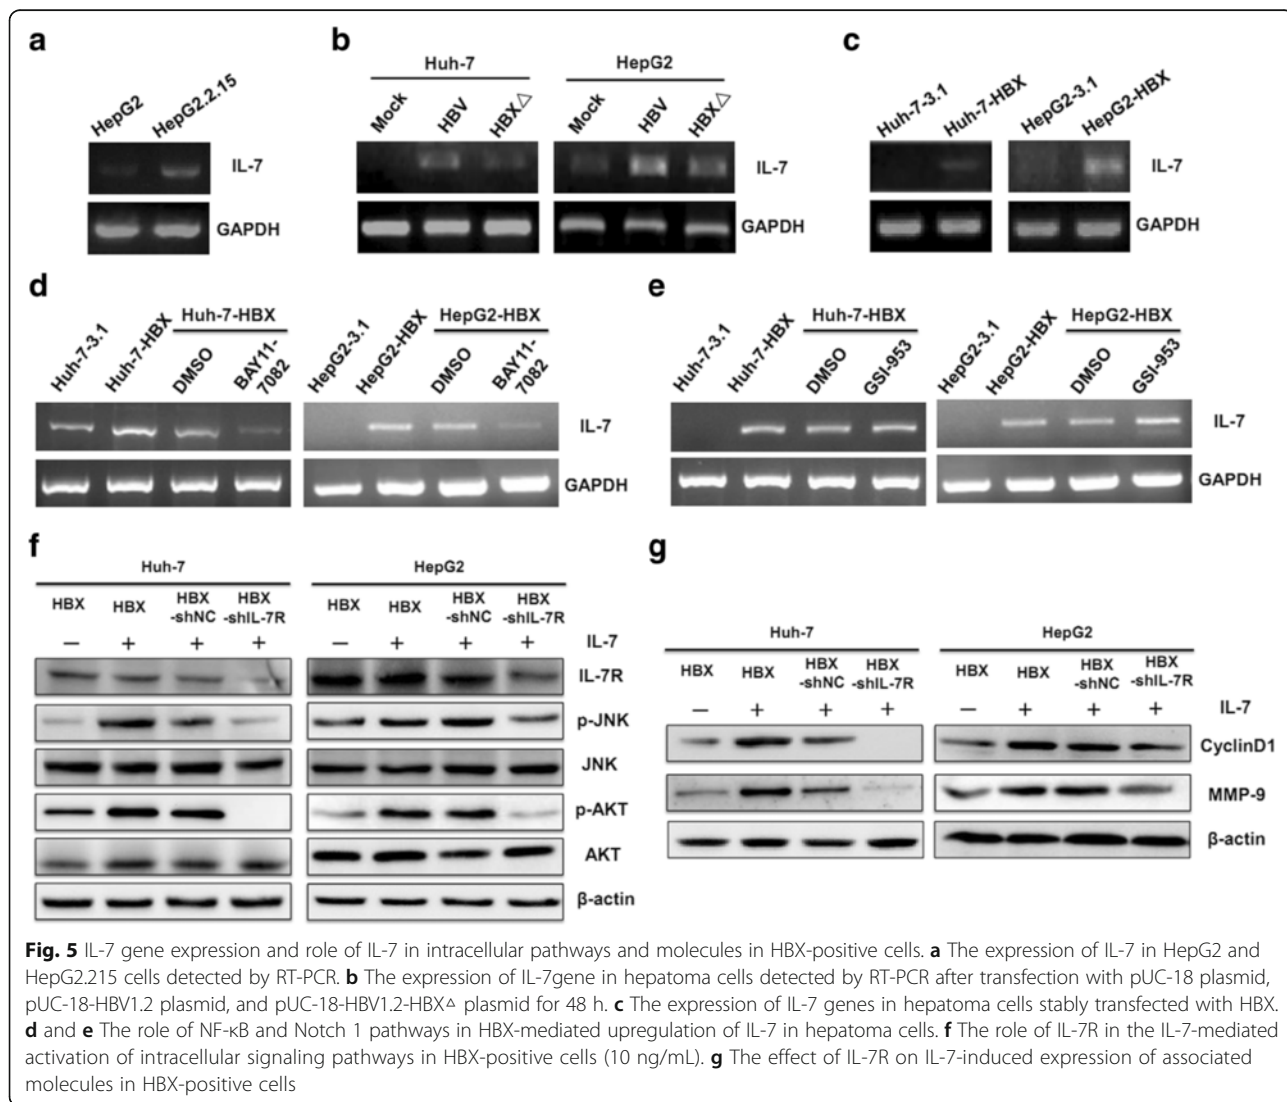 a
HepG2
HepG2.2.15
IL-7
GAPDH
b
Huh-7
HepG2
Mock
HBV
HBX△
Mock
HBV
HBX△
IL-7
GAPDH
c
Huh-7-3.1
Huh-7-HBX
HepG2-3.1
HepG2-HBX
IL-7
GAPDH
d
Huh-7-HBX
HepG2-HBX
Huh-7-3.1
Huh-7-HBX
DMSO
BAY11-
7082
HepG2-3.1
HepG2-HBX
DMSO
BAY11-
7082
IL-7
GAPDH
e
Huh-7-HBX
HepG2-HBX
Huh-7-3.1
Huh-7-HBX
DMSO
GSI-953
HepG2-3.1
HepG2-HBX
DMSO
GSI-953
IL-7
GAPDH
f
Huh-7
HepG2
HBX HBX HBX -shNC HBX -shIL-7R HBX HBX HBX -shNC HBX -shIL-7R
— + + + — + + + IL-7
IL-7R
p-JNK
JNK
p-AKT
AKT
β-actin
g
Huh-7
HepG2
HBX HBX HBX -shNC HBX -shIL-7R HBX HBX HBX -shNC HBX -shIL-7R
— + + + — + + + IL-7
CyclinD1
MMP-9
β-actin
Fig. 5 IL-7 gene expression and role of IL-7 in intracellular pathways and molecules in HBX-positive cells. a The expression of IL-7 in HepG2 and
HepG2.215 cells detected by RT-PCR. b The expression of IL-7gene in hepatoma cells detected by RT-PCR after transfection with pUC-18 plasmid,
pUC-18-HBV1.2 plasmid, and pUC-18-HBV1.2-HBX△ plasmid for 48 h. c The expression of IL-7 genes in hepatoma cells stably transfected with HBX.
d and e The role of NF-κB and Notch 1 pathways in HBX-mediated upregulation of IL-7 in hepatoma cells. f The role of IL-7R in the IL-7-mediated
activation of intracellular signaling pathways in HBX-positive cells (10 ng/mL). g The effect of IL-7R on IL-7-induced expression of associated
molecules in HBX-positive cells